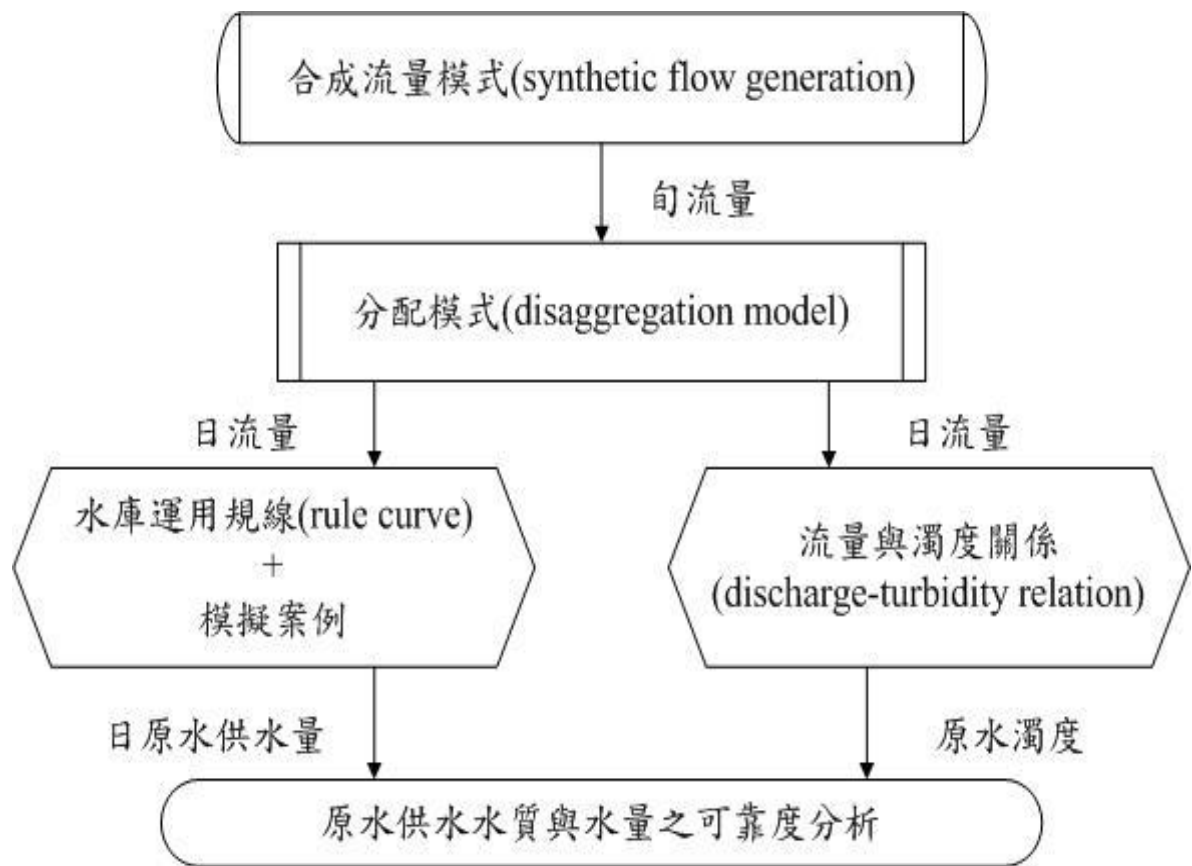 合成流量模式(synthetic flow generation)
旬流量
分配模式(disaggregation model)
日流量
日流量
水庫運用規線(rule curve)
+
模擬案例
流量與濁度關係
(discharge-turbidity relation)
日原水供水量
原水濁度
原水供水水質與水量之可靠度分析